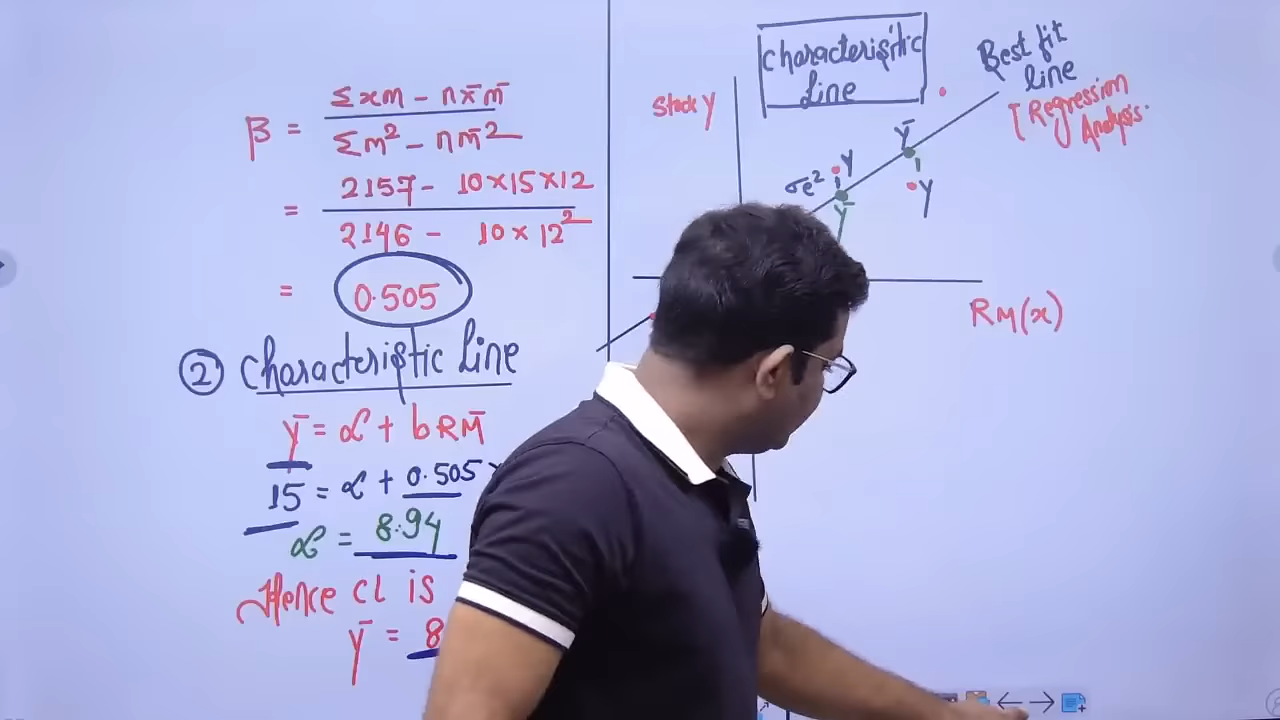 β = Σxm - nx̄m̄
Σm² - nm̄²
= 2157 - 10×15×12
2146 - 10×12²
= 0.505
② Characteristic Line
ȳ = α + bRM̄
15 = α + 0.505
α = 8.94
Hence CL is
ȳ = 8
Characteristic
Line
Best fit
line
[Regression
Analysis
Stock y
ȳ
y
σe²
y
ȳ
RM(x)